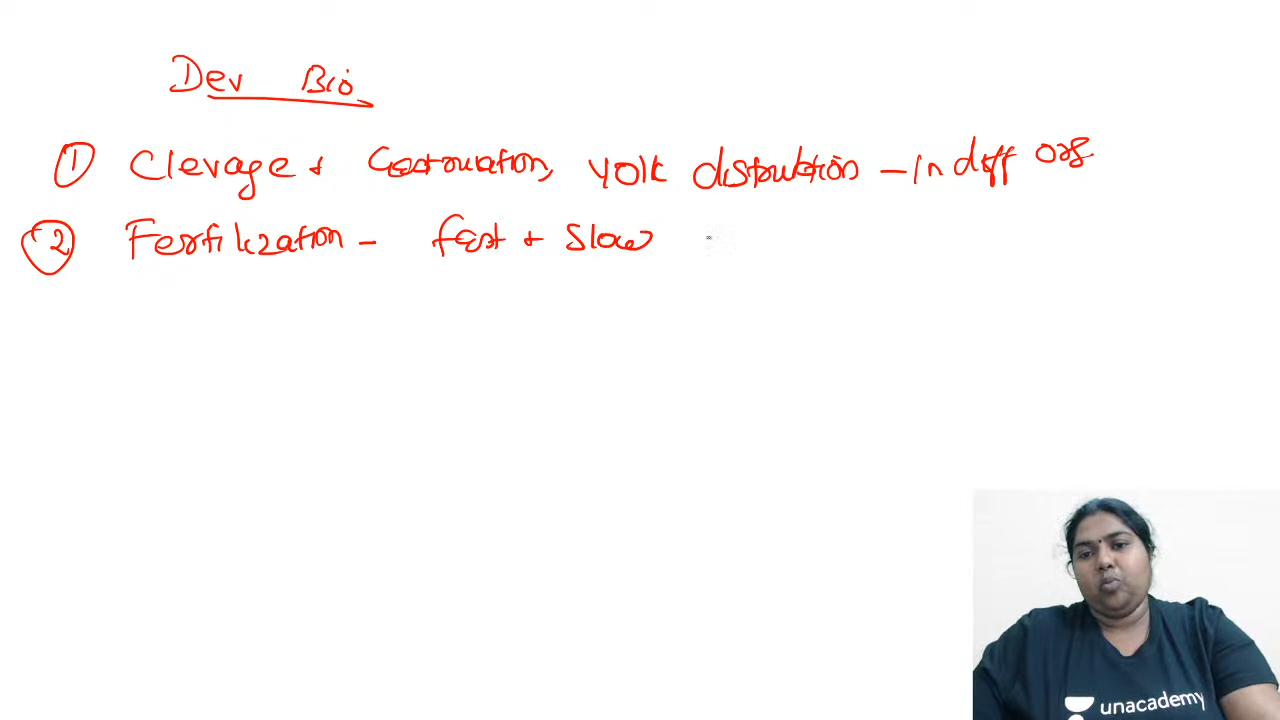 Dev Bio
① Clevage + Gastrulation, yolk distribution - In diff org.
② Fertilization - fast + slow
unacademy